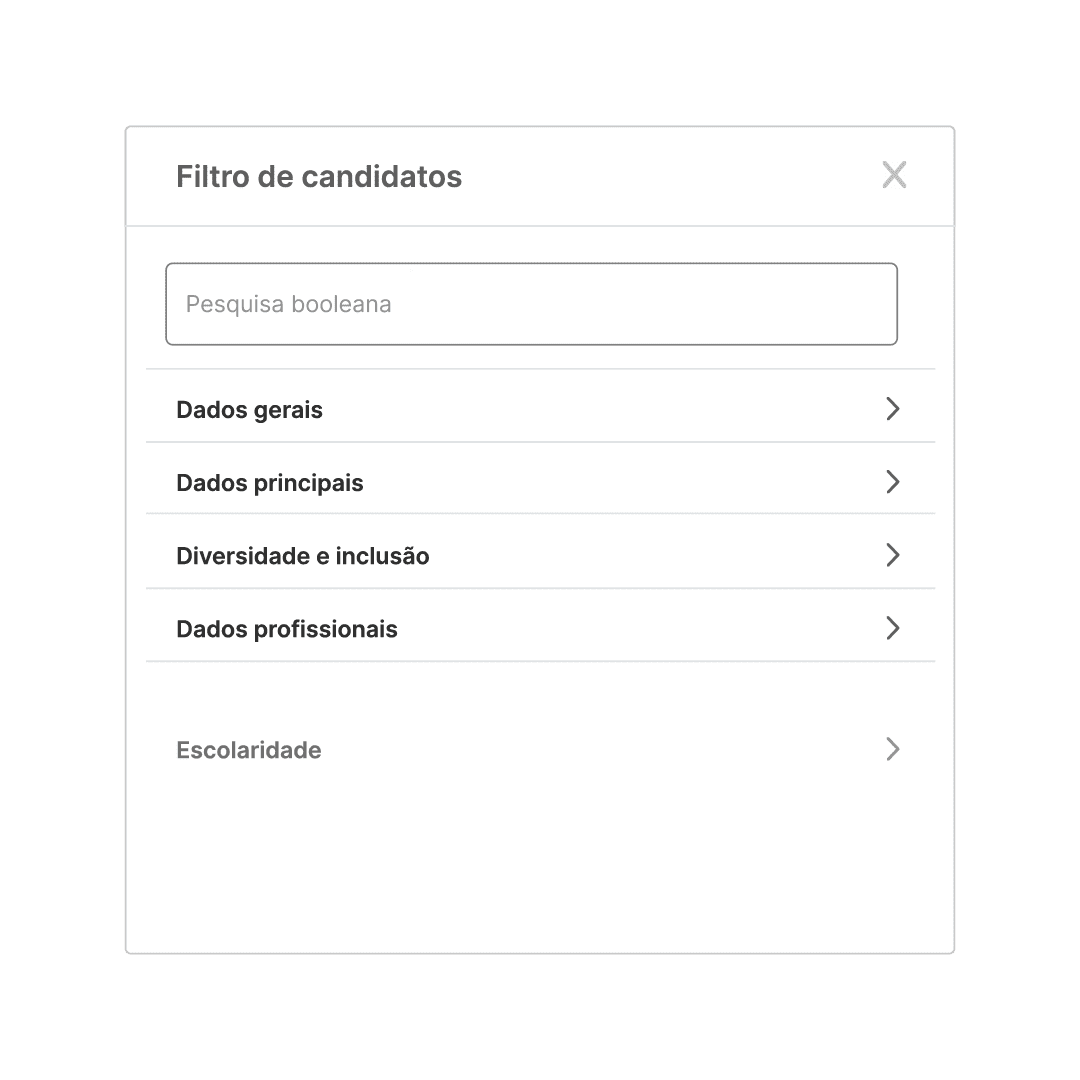 Filtro de candidatos
Pesquisa booleana
Dados gerais
Dados principais
Diversidade e inclusão
Dados profissionais
Escolaridade